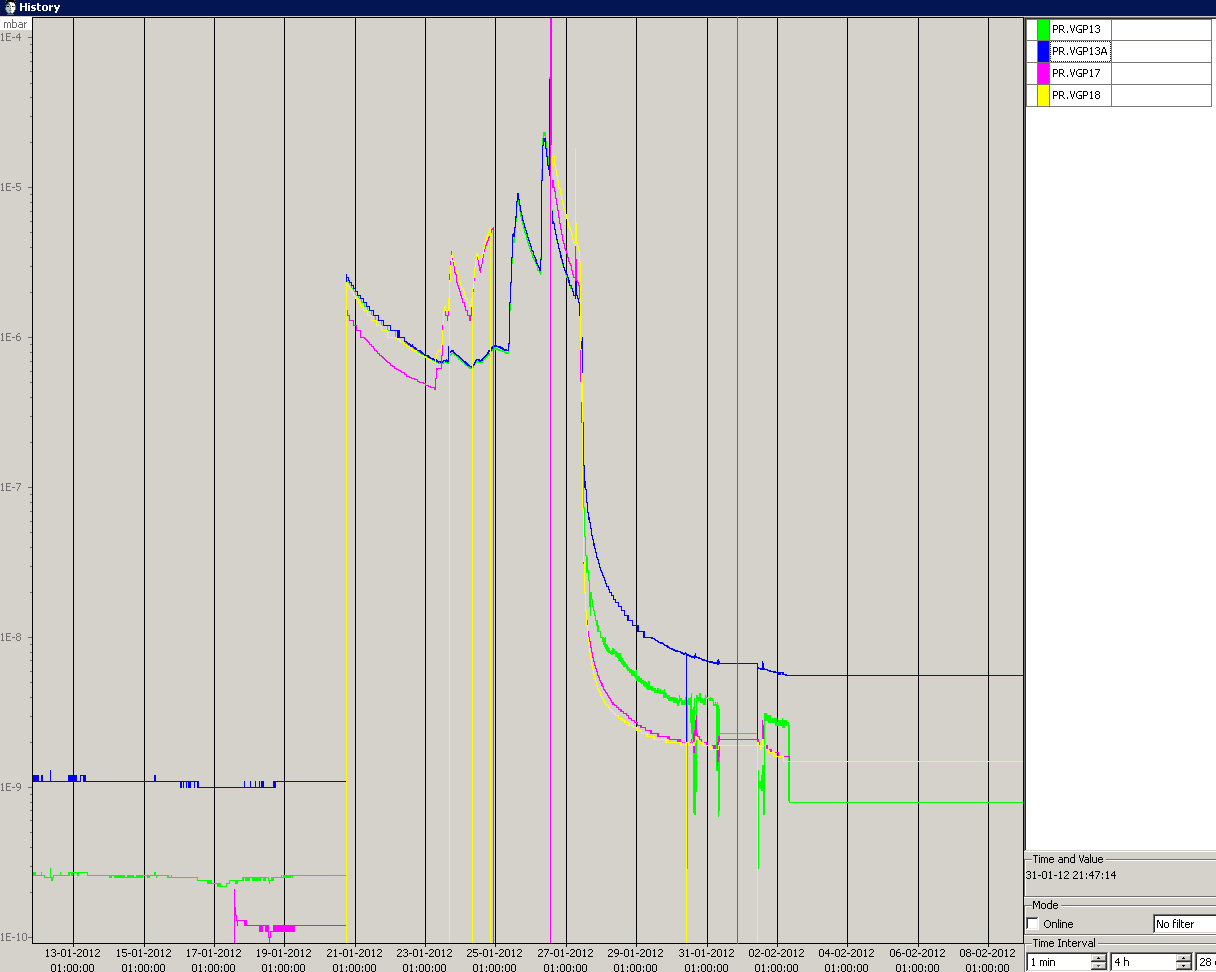 History
mbar
1E-4
1E-5
1E-6
1E-7
1E-8
1E-9
1E-10
13-01-2012 15-01-2012 17-01-2012 19-01-2012 21-01-2012 23-01-2012 25-01-2012 27-01-2012 29-01-2012 31-01-2012 02-02-2012 04-02-2012 06-02-2012 08-02-2012
01:00:00 01:00:00 01:00:00 01:00:00 01:00:00 01:00:00 01:00:00 01:00:00 01:00:00 01:00:00 01:00:00 01:00:00 01:00:00 01:00:00
PR.VGP13
PR.VGP13A
PR.VGP17
PR.VGP18
Time and Value
31-01-12 21:47:14
Mode
Online No filter
Time Interval
1 min 4 h 28